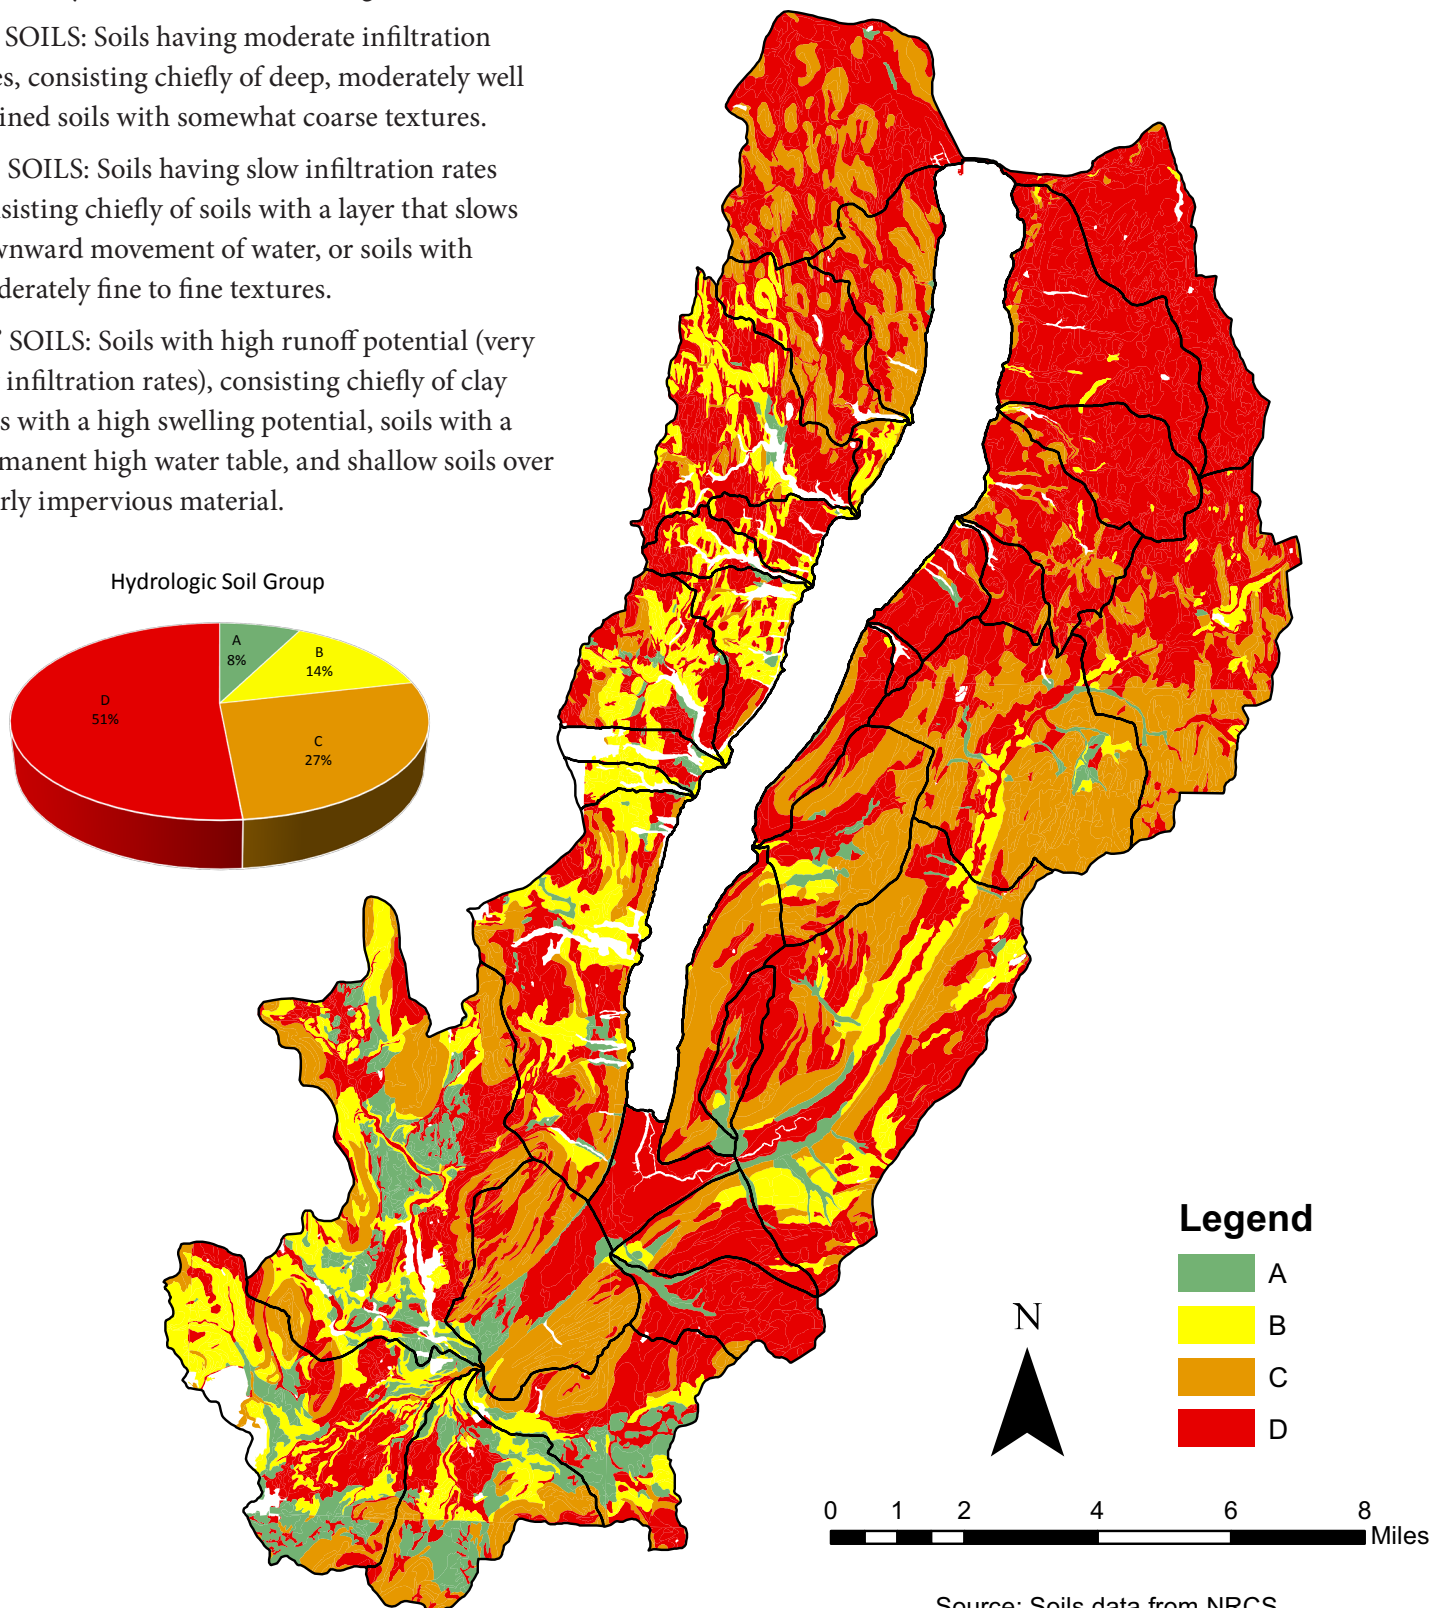 SOILS: Soils having moderate infiltration
es, consisting chiefly of deep, moderately well
ined soils with somewhat coarse textures.
SOILS: Soils having slow infiltration rates
sisting chiefly of soils with a layer that slows
wnward movement of water, or soils with
derately fine to fine textures.
SOILS: Soils with high runoff potential (very
infiltration rates), consisting chiefly of clay
s with a high swelling potential, soils with a
manent high water table, and shallow soils over
rly impervious material.
Hydrologic Soil Group
A
8%
B
14%
C
27%
D
51%
Legend
A
B
C
D
N
0 1 2 4 6 8 Miles
Source: Soils data from NRCS